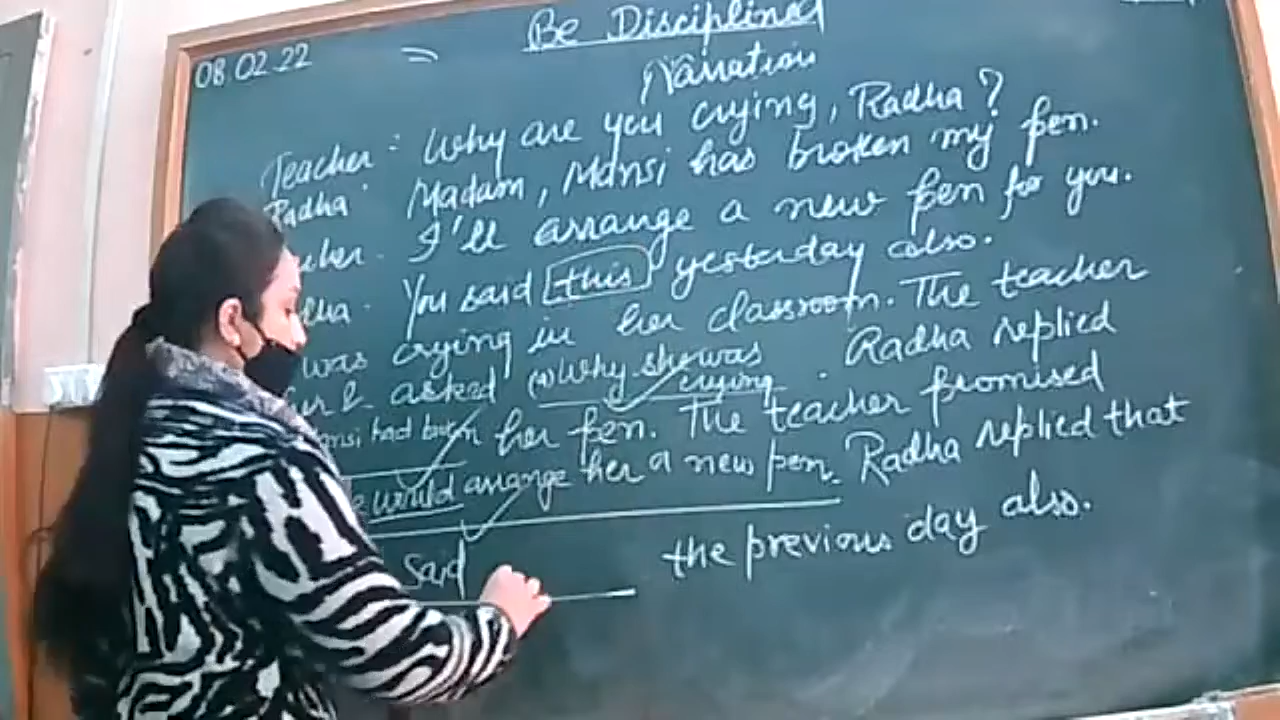 Be Disciplined
08.02.22
Narration
Teacher : Why are you crying, Radha?
Radha Madam, Mansi has broken my pen.
cher - I'll arrange a new pen for you.
dha - You said this yesterday also.
was crying in her classroom. The teacher
& asked (a) Why she was crying . Radha replied
nsi had her pen. The teacher promised
would arrange her a new pen. Radha replied that
said the previous day also.